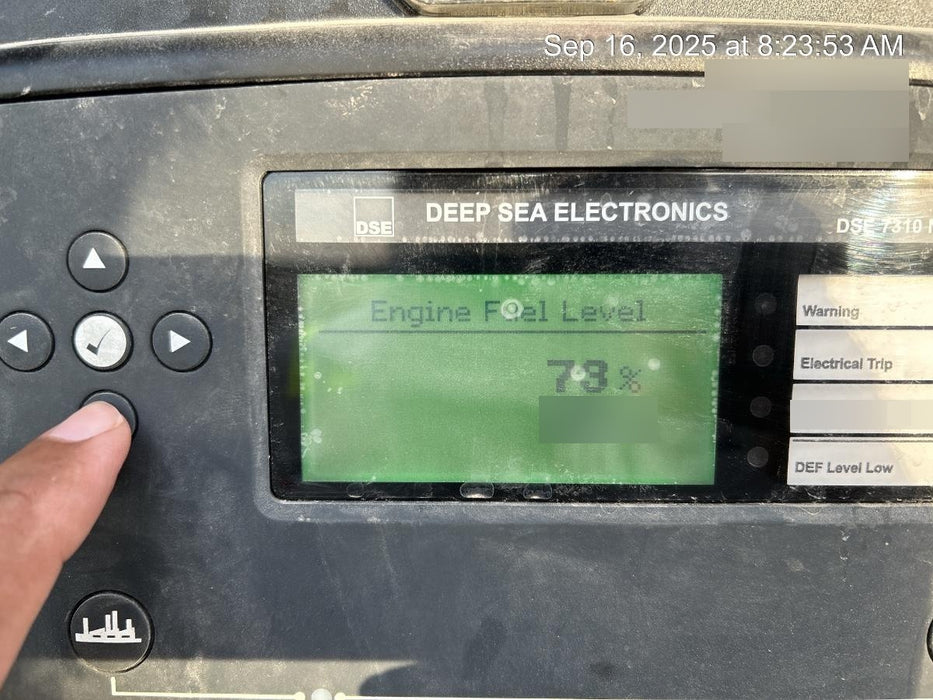 Sep 16, 2025 at 8:23:53 AM
DSE
DEEP SEA ELECTRONICS
DSE 7310
Engine Fuel Level
%
Warning
Electrical Trip
DEF Level Low